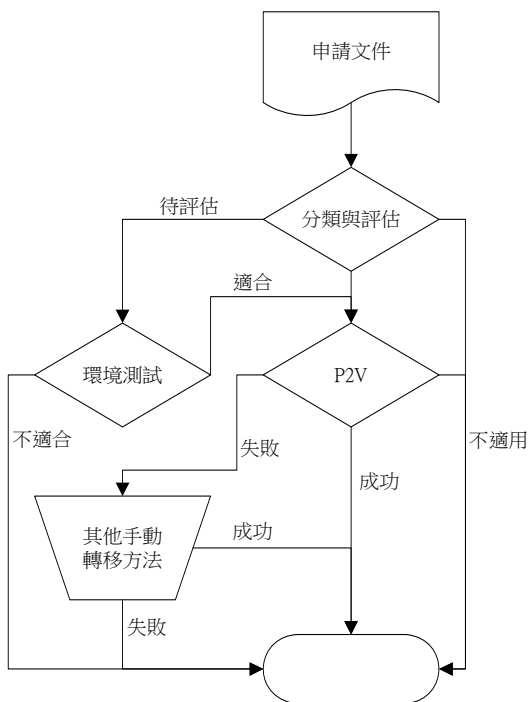 申請文件
分類與評估
待評估
適合
環境測試
P2V
不適合
失敗
不適用
成功
其他手動
轉移方法
成功
失敗